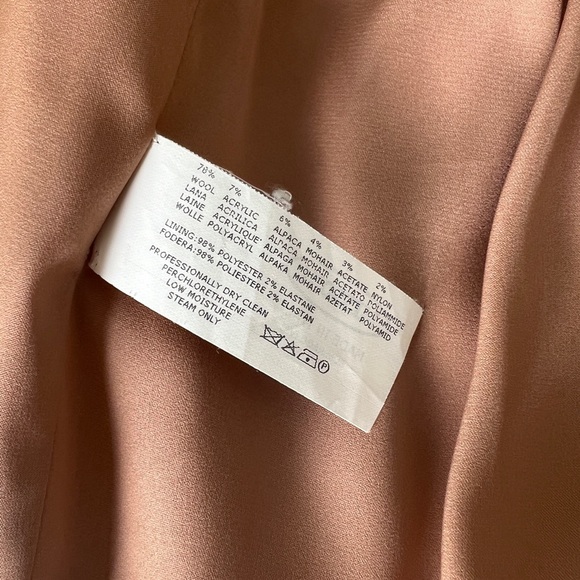 78% 7% 6% 4% 3% 2%
WOOL ACRYLIC ALPACA MOHAIR ACETATE NYLON
LANA ACRILICA ALPACA MOHAIR ACETATO POLIAMMIDE
LAINE ACRYLIQUE ALPAGA MOHAIR ACETATE POLYAMIDE
WOLLE POLYACRYL ALPAKA MOHAIR AZETAT POLYAMID
LINING:98% POLYESTER 2% ELASTANE
FODERA:98% POLIESTERE 2% ELASTAN
PROFESSIONALLY DRY CLEAN
PERCHLORETHYLENE
LOW MOISTURE
STEAM ONLY
P